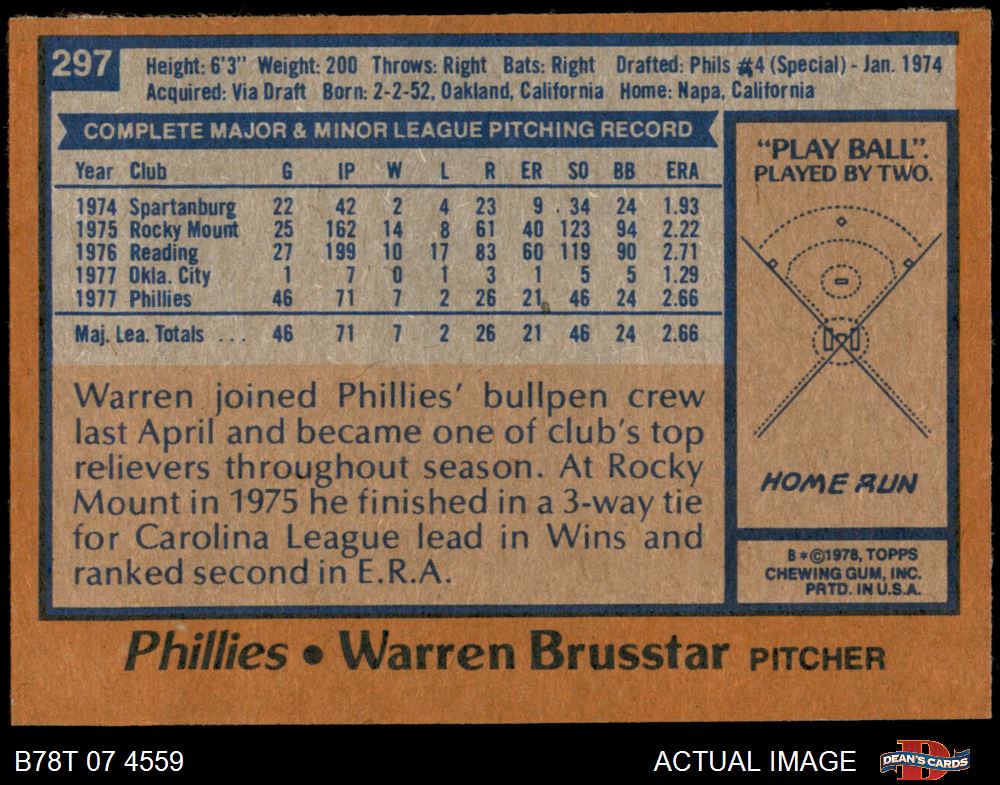 297
Height: 6'3" Weight: 200 Throws: Right Bats: Right Drafted: Phils #4 (Special) - Jan. 1974
Acquired: Via Draft Born: 2-2-52, Oakland, California Home: Napa, California
COMPLETE MAJOR & MINOR LEAGUE PITCHING RECORD
Year Club G IP W L R ER SO BB ERA
1974 Spartanburg 22 42 2 4 23 9 34 24 1.93
1975 Rocky Mount 25 162 14 8 61 40 123 94 2.22
1976 Reading 27 199 10 17 83 60 119 90 2.71
1977 Okla. City 1 7 0 1 3 1 5 5 1.29
1977 Phillies 46 71 7 2 26 21 46 24 2.66
Maj. Lea. Totals ... 46 71 7 2 26 21 46 24 2.66
Warren joined Phillies' bullpen crew
last April and became one of club's top
relievers throughout season. At Rocky
Mount in 1975 he finished in a 3-way tie
for Carolina League lead in Wins and
ranked second in E.R.A.
"PLAY BALL".
PLAYED BY TWO.
HOME RUN
B*©1978, TOPPS
CHEWING GUM, INC.
PRTD. IN U.S.A.
Phillies • Warren Brusstar PITCHER
B78T 07 4559
ACTUAL IMAGE
D
DEAN'S CARDS